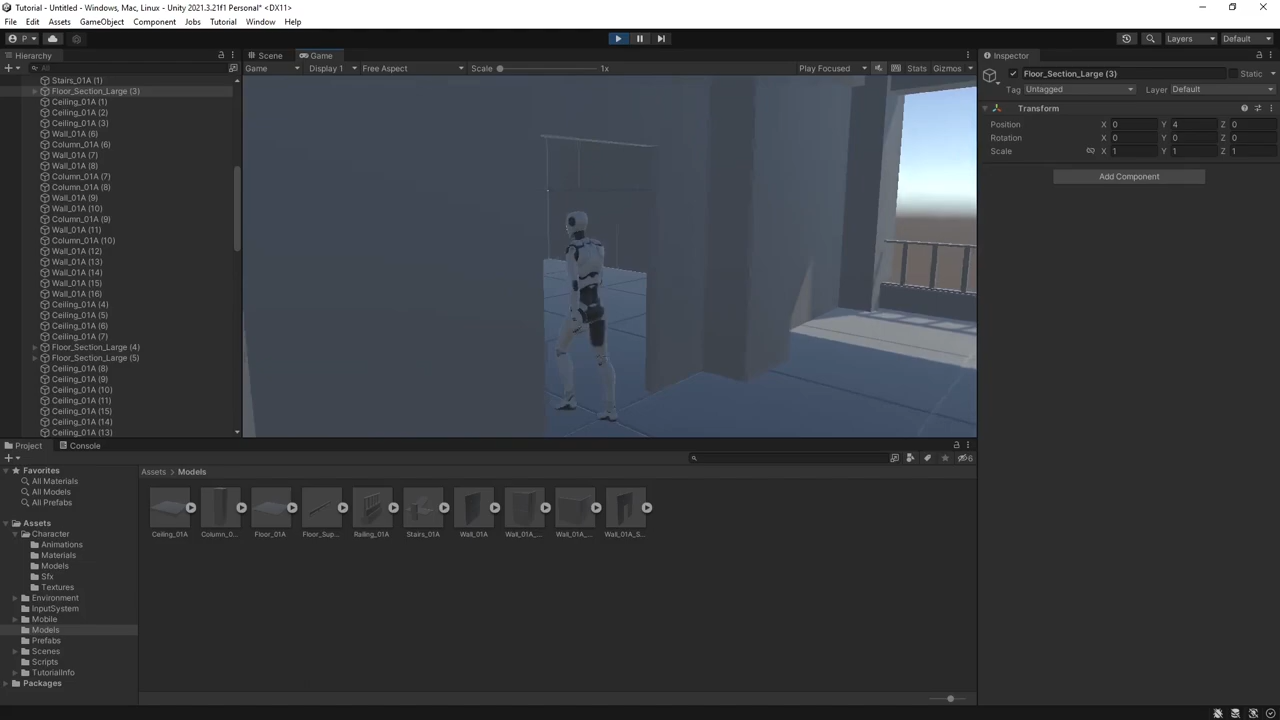 Tutorial - Untitled - Windows, Mac, Linux - Unity 2021.3.21f1 Personal* <DX11>
File Edit Assets GameObject Component Jobs Tutorial Window Help
P Layers Default
Hierarchy
All
Stairs_01A (1)
Floor_Section_Large (3)
Ceiling_01A (1)
Ceiling_01A (2)
Ceiling_01A (3)
Wall_01A (6)
Column_01A (6)
Wall_01A (7)
Wall_01A (8)
Column_01A (7)
Column_01A (8)
Wall_01A (9)
Wall_01A (10)
Column_01A (9)
Wall_01A (11)
Column_01A (10)
Wall_01A (12)
Wall_01A (13)
Wall_01A (14)
Wall_01A (15)
Wall_01A (16)
Ceiling_01A (4)
Ceiling_01A (5)
Ceiling_01A (6)
Ceiling_01A (7)
Floor_Section_Large (4)
Floor_Section_Large (5)
Ceiling_01A (8)
Ceiling_01A (9)
Ceiling_01A (10)
Ceiling_01A (11)
Ceiling_01A (15)
Ceiling_01A (14)
Ceiling_01A (13)
Scene Game
Game Display 1 Free Aspect Scale 1x Play Focused Stats Gizmos
Inspector
Floor_Section_Large (3) Static
Tag Untagged Layer Default
Transform
Position X 0 Y 4 Z 0
Rotation X 0 Y 0 Z 0
Scale X 1 Y 1 Z 1
Add Component
Project Console
6
Favorites
All Materials
All Models
All Prefabs
Assets
Character
Animations
Materials
Models
Sfx
Textures
Environment
InputSystem
Mobile
Models
Prefabs
Scenes
Scripts
TutorialInfo
Packages
Assets > Models
Ceiling_01A Column_0... Floor_01A Floor_Sup... Railing_01A Stairs_01A Wall_01A Wall_01A_... Wall_01A_... Wall_01A_S...